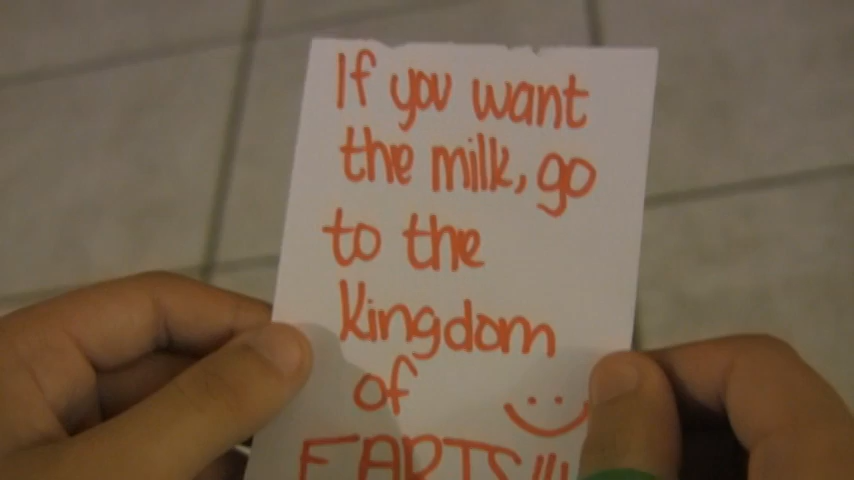 If you want
the milk, go
to the
kingdom
of
FARTS!!!